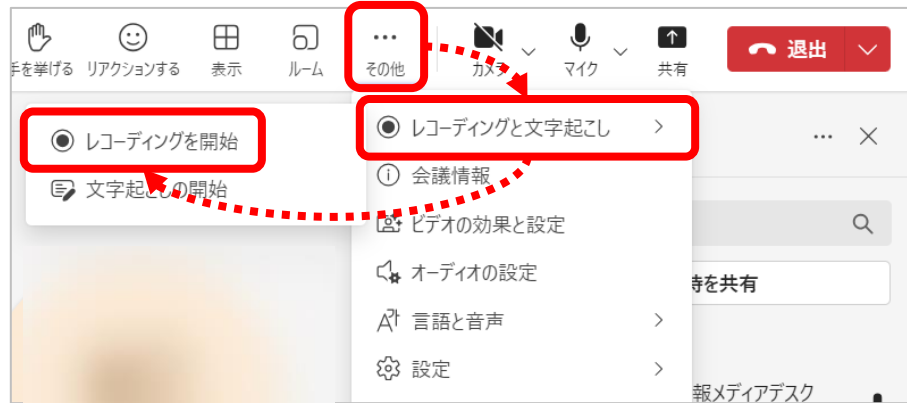 手を挙げる リアクションする 表示 ルーム その他 カメラ マイク 共有 退出
レコーディングを開始
文字起こしの開始
レコーディングと文字起こし
会議情報
ビデオの効果と設定
オーディオの設定
言語と音声
設定
時を共有
報メディアデスク